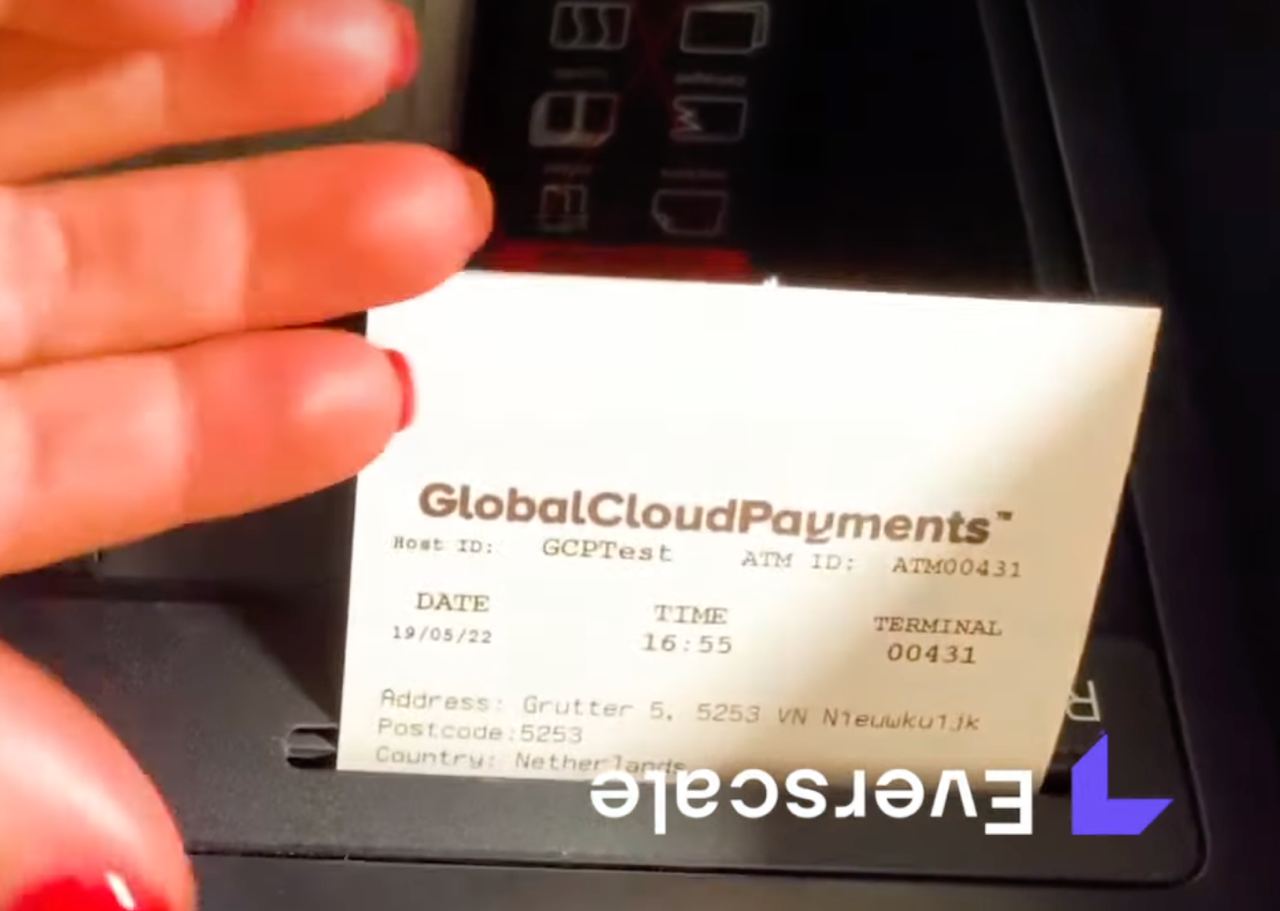 GlobalCloudPayments™
Host ID: GCPTest ATM ID: ATM00431
DATE TIME TERMINAL
19/05/22 16:55 00431
Address: Grutter 5, 5253 VN Nieuwkuijk
Postcode:5253
Country: Netherlands
Everscale
R